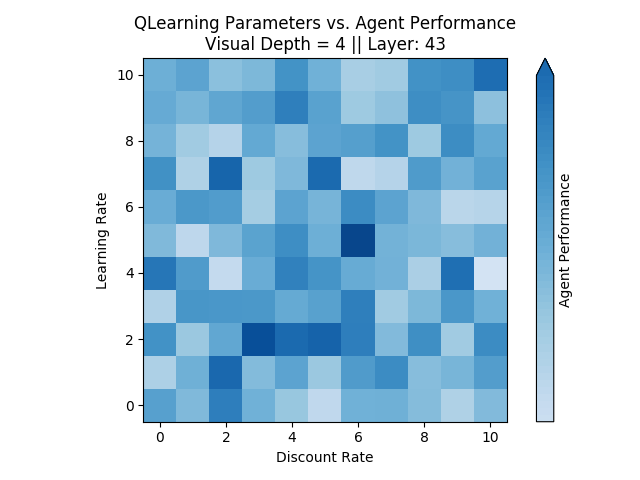 QLearning Parameters vs. Agent Performance
Visual Depth = 4 || Layer: 43
10
8
6
4
2
0
Learning Rate
0 2 4 6 8 10
Discount Rate
Agent Performance